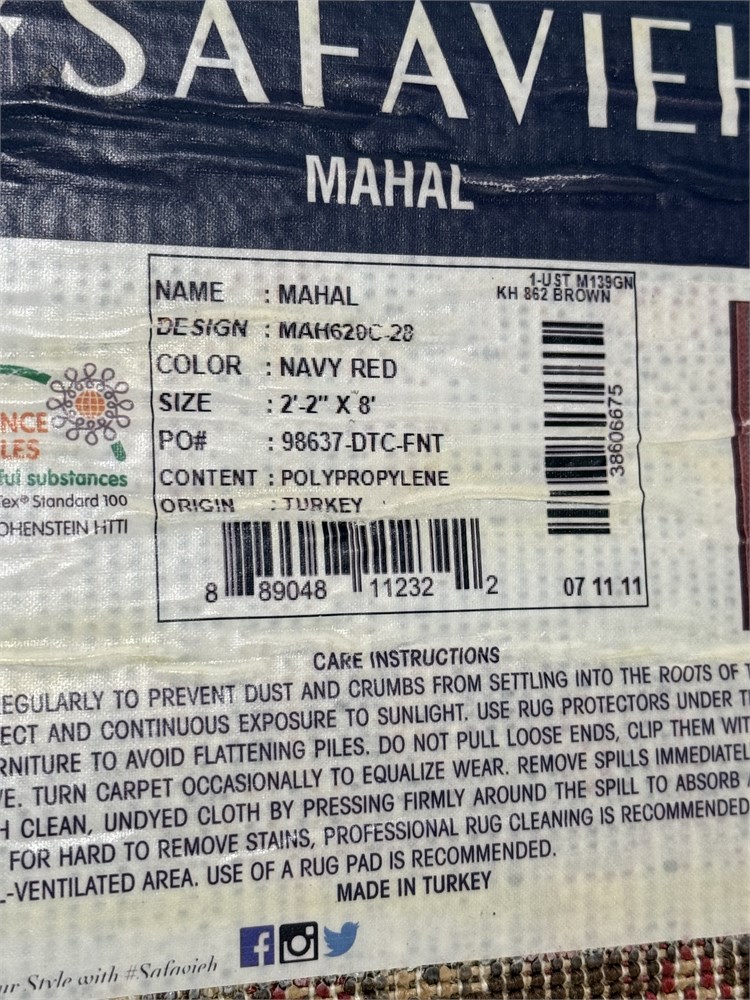 SAFAVIEH
MAHAL
1-UST M139GN
KH 862 BROWN
NAME : MAHAL
DESIGN : MAH620C-28
COLOR : NAVY RED
SIZE : 2'-2" X 8'
PO# : 98637-DTC-FNT
CONTENT : POLYPROPYLENE
ORIGIN : TURKEY
38606675
8 89048 11232 2
07 11 11
NCE
LES
ful substances
Tex® Standard 100
OHENSTEIN HTTI
CARE INSTRUCTIONS
EGULARLY TO PREVENT DUST AND CRUMBS FROM SETTLING INTO THE ROOTS OF T
ECT AND CONTINUOUS EXPOSURE TO SUNLIGHT. USE RUG PROTECTORS UNDER T
RNITURE TO AVOID FLATTENING PILES. DO NOT PULL LOOSE ENDS, CLIP THEM WIT
VE. TURN CARPET OCCASIONALLY TO EQUALIZE WEAR. REMOVE SPILLS IMMEDIATEL
H CLEAN, UNDYED CLOTH BY PRESSING FIRMLY AROUND THE SPILL TO ABSORB
FOR HARD TO REMOVE STAINS, PROFESSIONAL RUG CLEANING IS RECOMMENDED
L-VENTILATED AREA. USE OF A RUG PAD IS RECOMMENDED.
MADE IN TURKEY
ur Style with #Safavieh